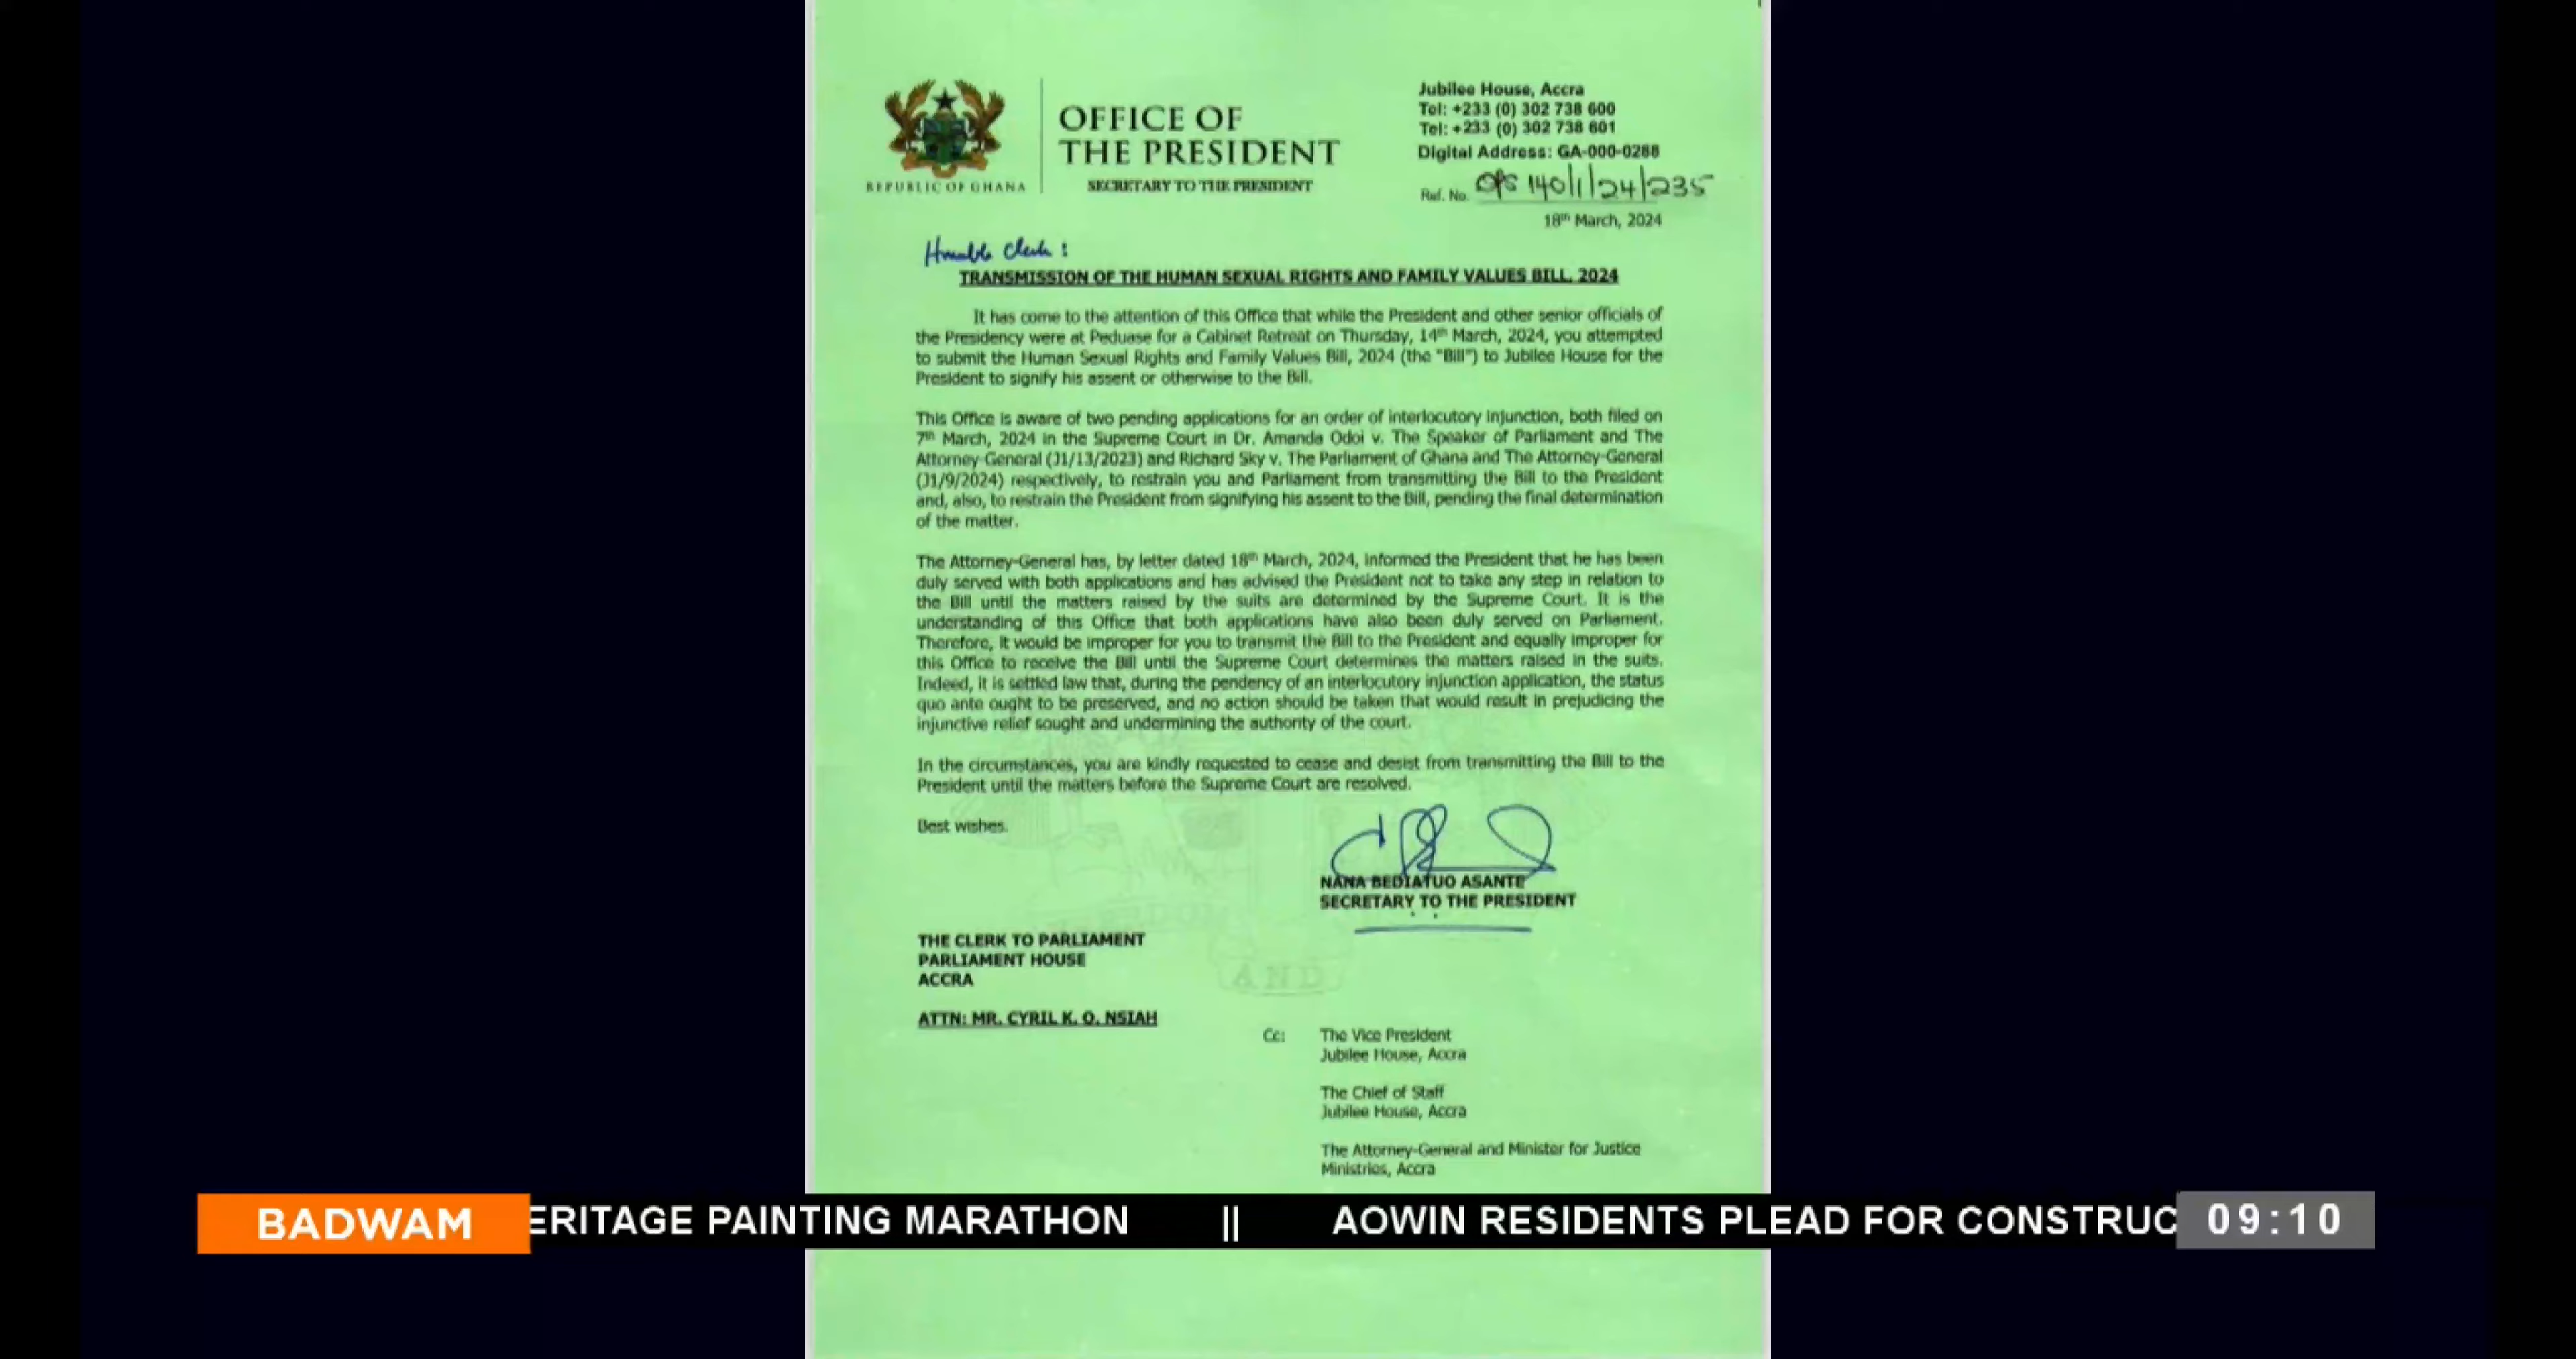 REPUBLIC OF GHANA
OFFICE OF
THE PRESIDENT
SECRETARY TO THE PRESIDENT
Jubilee House, Accra
Tel: +233 (0) 302 738 600
Tel: +233 (0) 302 738 601
Digital Address: GA-000-0288
Ref. No. OPS 140/1/24/235
18th March, 2024
Humble Clerk :
TRANSMISSION OF THE HUMAN SEXUAL RIGHTS AND FAMILY VALUES BILL, 2024
It has come to the attention of this Office that while the President and other senior officials of
the Presidency were at Peduase for a Cabinet Retreat on Thursday, 14th March, 2024, you attempted
to submit the Human Sexual Rights and Family Values Bill, 2024 (the "Bill") to Jubilee House for the
President to signify his assent or otherwise to the Bill.
This Office is aware of two pending applications for an order of interlocutory injunction, both filed on
7th March, 2024 in the Supreme Court in Dr. Amanda Odoi v. The Speaker of Parliament and The
Attorney-General (J1/13/2023) and Richard Sky v. The Parliament of Ghana and The Attorney-General
(J1/9/2024) respectively, to restrain you and Parliament from transmitting the Bill to the President
and, also, to restrain the President from signifying his assent to the Bill, pending the final determination
of the matter.
The Attorney-General has, by letter dated 18th March, 2024, informed the President that he has been
duly served with both applications and has advised the President not to take any step in relation to
the Bill until the matters raised by the suits are determined by the Supreme Court. It is the
understanding of this Office that both applications have also been duly served on Parliament.
Therefore, it would be improper for you to transmit the Bill to the President and equally improper for
this Office to receive the Bill until the Supreme Court determines the matters raised in the suits.
Indeed, it is settled law that, during the pendency of an interlocutory injunction application, the status
quo ante ought to be preserved, and no action should be taken that would result in prejudicing the
injunctive relief sought and undermining the authority of the court.
In the circumstances, you are kindly requested to cease and desist from transmitting the Bill to the
President until the matters before the Supreme Court are resolved.
Best wishes.
NANA BEDIATUO ASANTE
SECRETARY TO THE PRESIDENT
THE CLERK TO PARLIAMENT
PARLIAMENT HOUSE
ACCRA
AND
ATTN: MR. CYRIL K. O. NSIAH
Cc: The Vice President
Jubilee House, Accra
The Chief of Staff
Jubilee House, Accra
The Attorney-General and Minister for Justice
Ministries, Accra
BADWAM ERITAGE PAINTING MARATHON || AOWIN RESIDENTS PLEAD FOR CONSTRUC 09:10